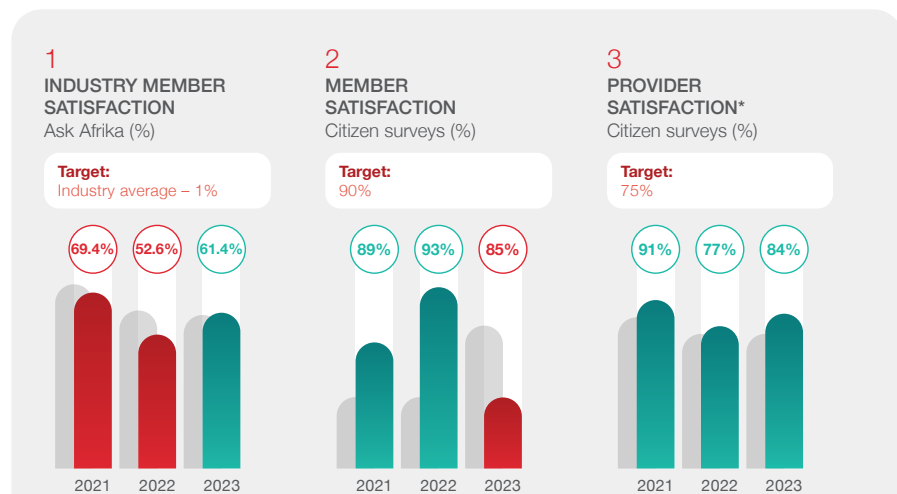 1
INDUSTRY MEMBER
SATISFACTION
Ask Afrika (%)
Target:
Industry average – 1%
69.4% 52.6% 61.4%
2021 2022 2023
2
MEMBER
SATISFACTION
Citizen surveys (%)
Target:
90%
89% 93% 85%
2021 2022 2023
3
PROVIDER
SATISFACTION*
Citizen surveys (%)
Target:
75%
91% 77% 84%
2021 2022 2023